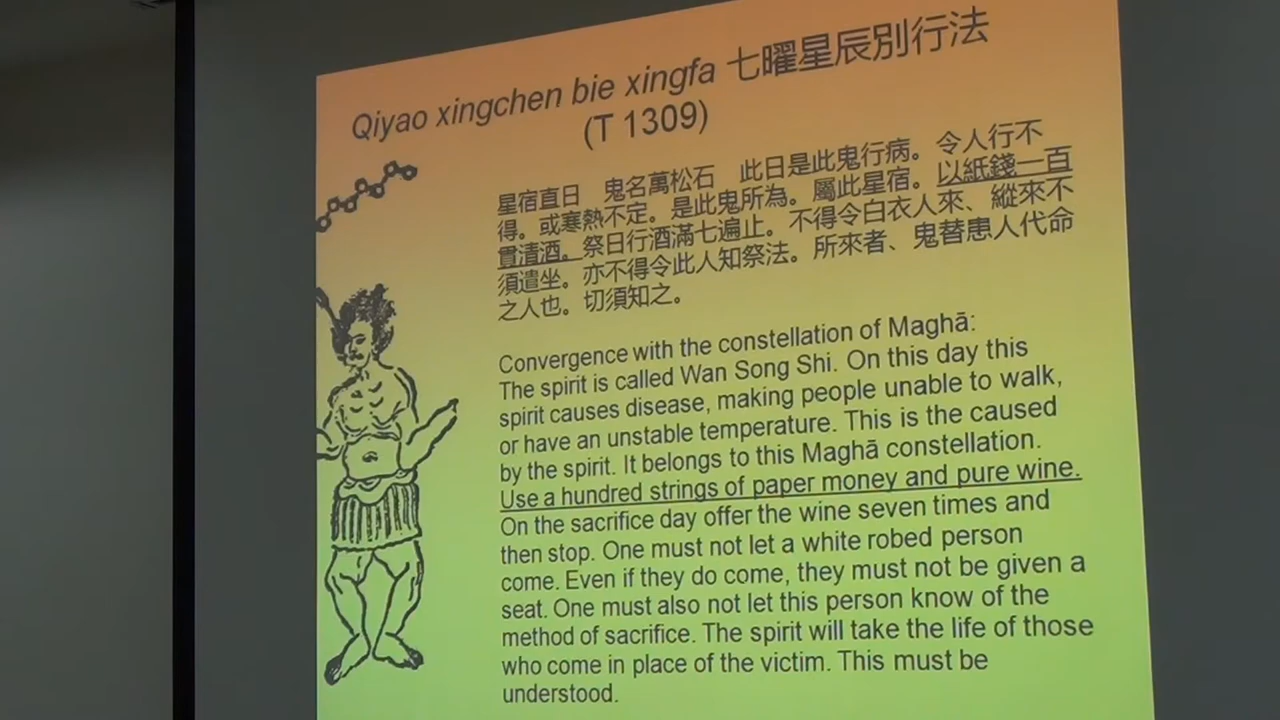 Qiyao xingchen bie xingfa 七曜星辰別行法
(T 1309)
星宿直日　鬼名萬松石　此日是此鬼行病。令人行不
得。或寒熱不定。是此鬼所為。屬此星宿。以紙錢一百
貫清酒。祭日行酒滿七遍止。不得令白衣人來、縱來不
須遣坐。亦不得令此人知祭法。所來者、鬼替患人代命
之人也。切須知之。
Convergence with the constellation of Maghā:
The spirit is called Wan Song Shi. On this day this
spirit causes disease, making people unable to walk,
or have an unstable temperature. This is the caused
by the spirit. It belongs to this Maghā constellation.
Use a hundred strings of paper money and pure wine.
On the sacrifice day offer the wine seven times and
then stop. One must not let a white robed person
come. Even if they do come, they must not be given a
seat. One must also not let this person know of the
method of sacrifice. The spirit will take the life of those
who come in place of the victim. This must be
understood.